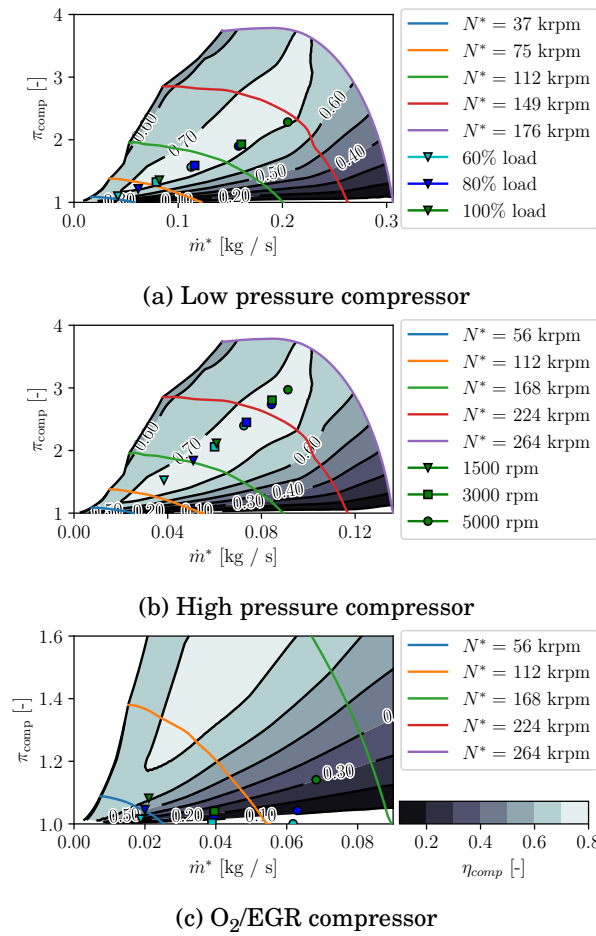 4
3
2
1
π_comp [-]
0.60
0.70
0.60
0.50
0.40
0.20
0.0
0.1
0.2
0.3
ṁ* [kg / s]
N* = 37 krpm
N* = 75 krpm
N* = 112 krpm
N* = 149 krpm
N* = 176 krpm
60% load
80% load
100% load
(a) Low pressure compressor
4
3
2
1
π_comp [-]
0.60
0.70
0.60
0.50
0.20
0.10
0.30
0.40
0.00
0.04
0.08
0.12
ṁ* [kg / s]
N* = 56 krpm
N* = 112 krpm
N* = 168 krpm
N* = 224 krpm
N* = 264 krpm
1500 rpm
3000 rpm
5000 rpm
(b) High pressure compressor
1.6
1.4
1.2
1.0
π_comp [-]
0.50
0.20
0.10
0.30
0.00
0.02
0.04
0.06
0.08
ṁ* [kg / s]
N* = 56 krpm
N* = 112 krpm
N* = 168 krpm
N* = 224 krpm
N* = 264 krpm
0.2
0.4
0.6
0.8
η_comp [-]
(c) O₂/EGR compressor